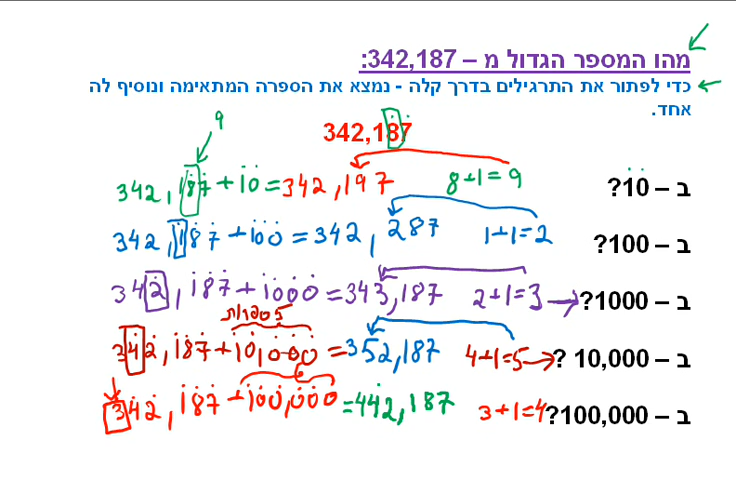 מהו המספר הגדול מ – 342,187:
כדי לפתור את התרגילים בדרך קלה - נמצא את הספרה המתאימה ונוסיף לה
אחד.
9
342,187
ב – 10? 8+1=9 342,187+10=342,197
ב – 100? 1+1=2 342,187+100=342,287
ב – 1000? 2+1=3 342,187+1000=343,187
5 ספרות
ב – 10,000 ? 4+1=5 342,187+10,000=352,187
6
ב – 100,000? 3+1=4 342,187+100,000=442,187